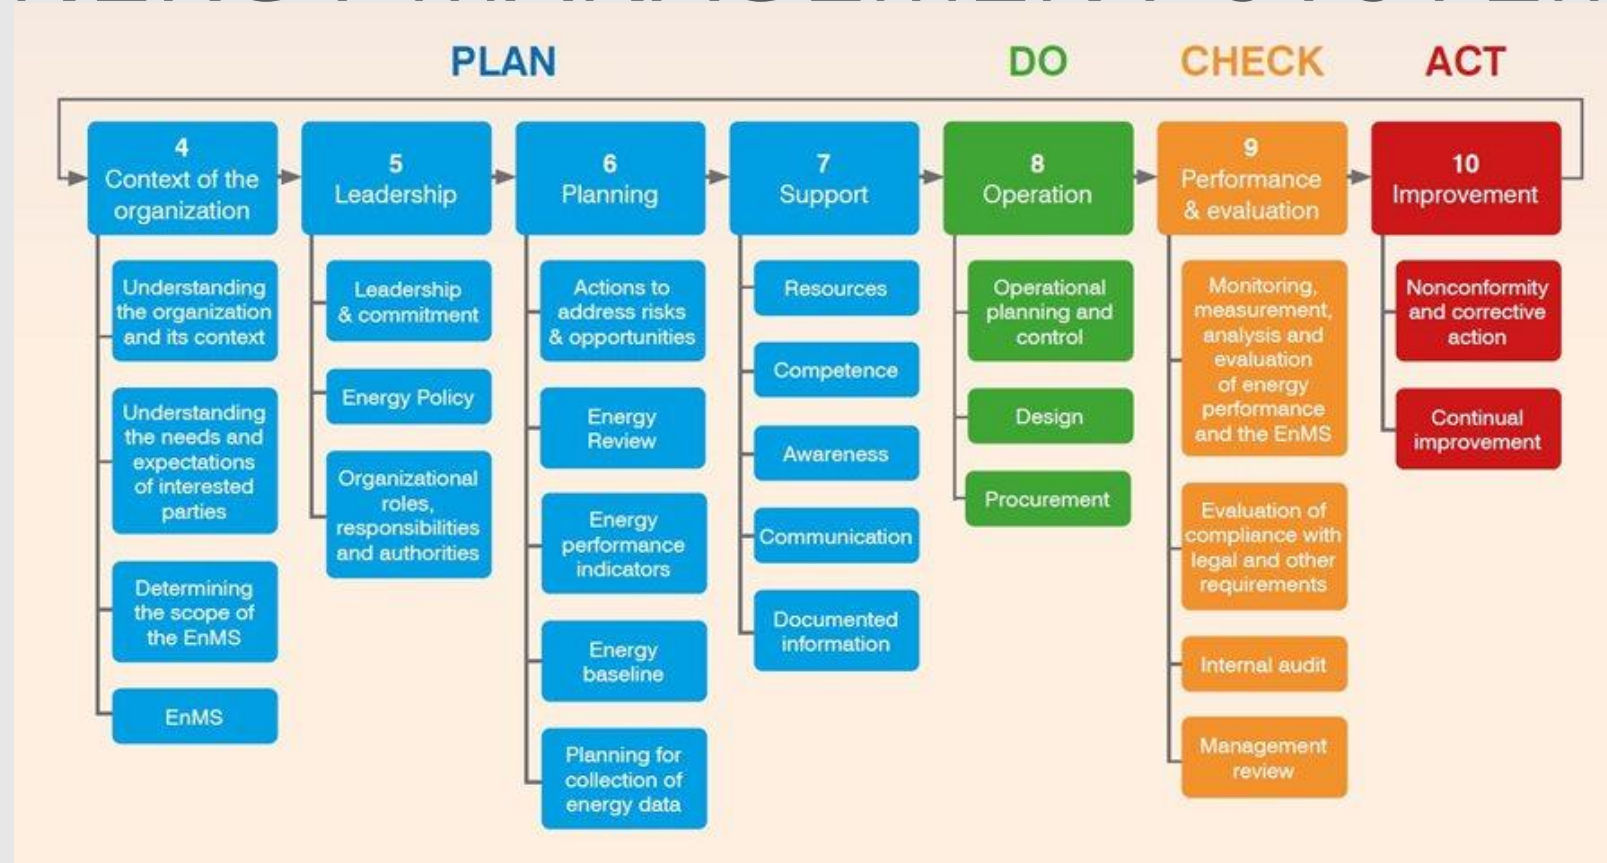 PLAN
DO
CHECK
ACT
4
Context of the
organization
5
Leadership
6
Planning
7
Support
8
Operation
9
Performance
& evaluation
10
Improvement
Understanding
the organization
and its context
Understanding
the needs and
expectations
of interested
parties
Determining
the scope of
the EnMS
EnMS
Leadership
& commitment
Energy Policy
Organizational
roles,
responsibilities
and authorities
Actions to
address risks
& opportunities
Energy
Review
Energy
performance
indicators
Energy
baseline
Planning for
collection of
energy data
Resources
Competence
Awareness
Communication
Documented
information
Operational
planning and
control
Design
Procurement
Monitoring,
measurement,
analysis and
evaluation
of energy
performance
and the EnMS
Evaluation of
compliance with
legal and other
requirements
Internal audit
Management
review
Nonconformity
and corrective
action
Continual
improvement